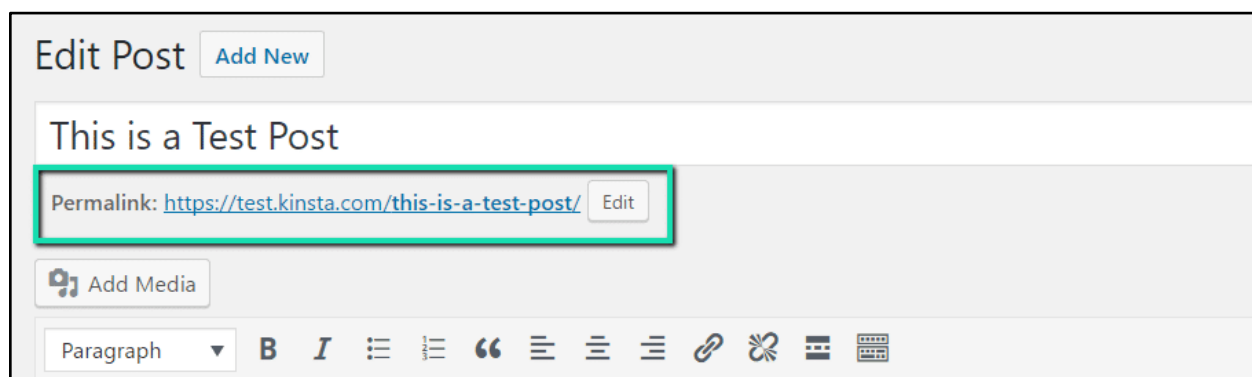 Edit Post Add New
This is a Test Post
Permalink: https://test.kinsta.com/this-is-a-test-post/ Edit
Add Media
Paragraph